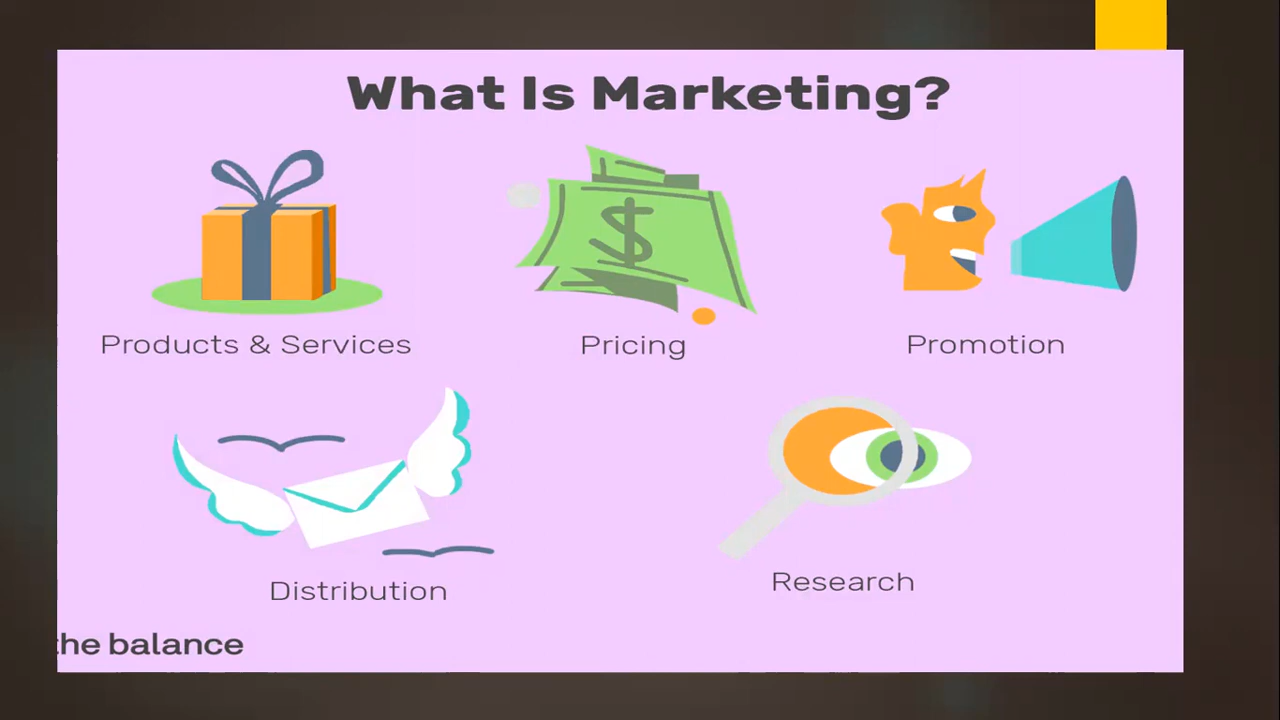 What Is Marketing?
Products & Services
Pricing
Promotion
$
Distribution
Research
the balance